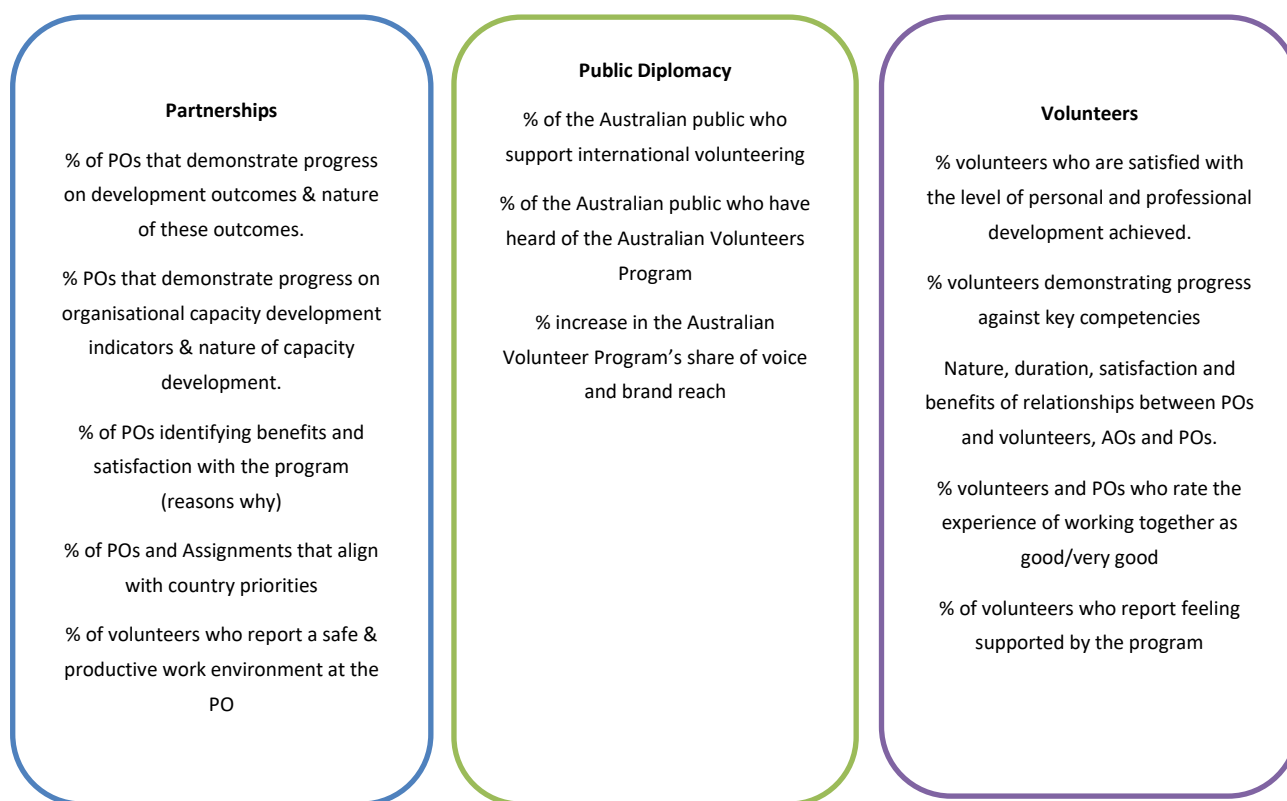 Partnerships
% of POs that demonstrate progress
on development outcomes & nature
of these outcomes.
% POs that demonstrate progress on
organisational capacity development
indicators & nature of capacity
development.
% of POs identifying benefits and
satisfaction with the program
(reasons why)
% of POs and Assignments that align
with country priorities
% of volunteers who report a safe &
productive work environment at the
PO
Public Diplomacy
% of the Australian public who
support international volunteering
% of the Australian public who have
heard of the Australian Volunteers
Program
% increase in the Australian
Volunteer Program’s share of voice
and brand reach
Volunteers
% volunteers who are satisfied with
the level of personal and professional
development achieved.
% volunteers demonstrating progress
against key competencies
Nature, duration, satisfaction and
benefits of relationships between POs
and volunteers, AOs and POs.
% volunteers and POs who rate the
experience of working together as
good/very good
% of volunteers who report feeling
supported by the program